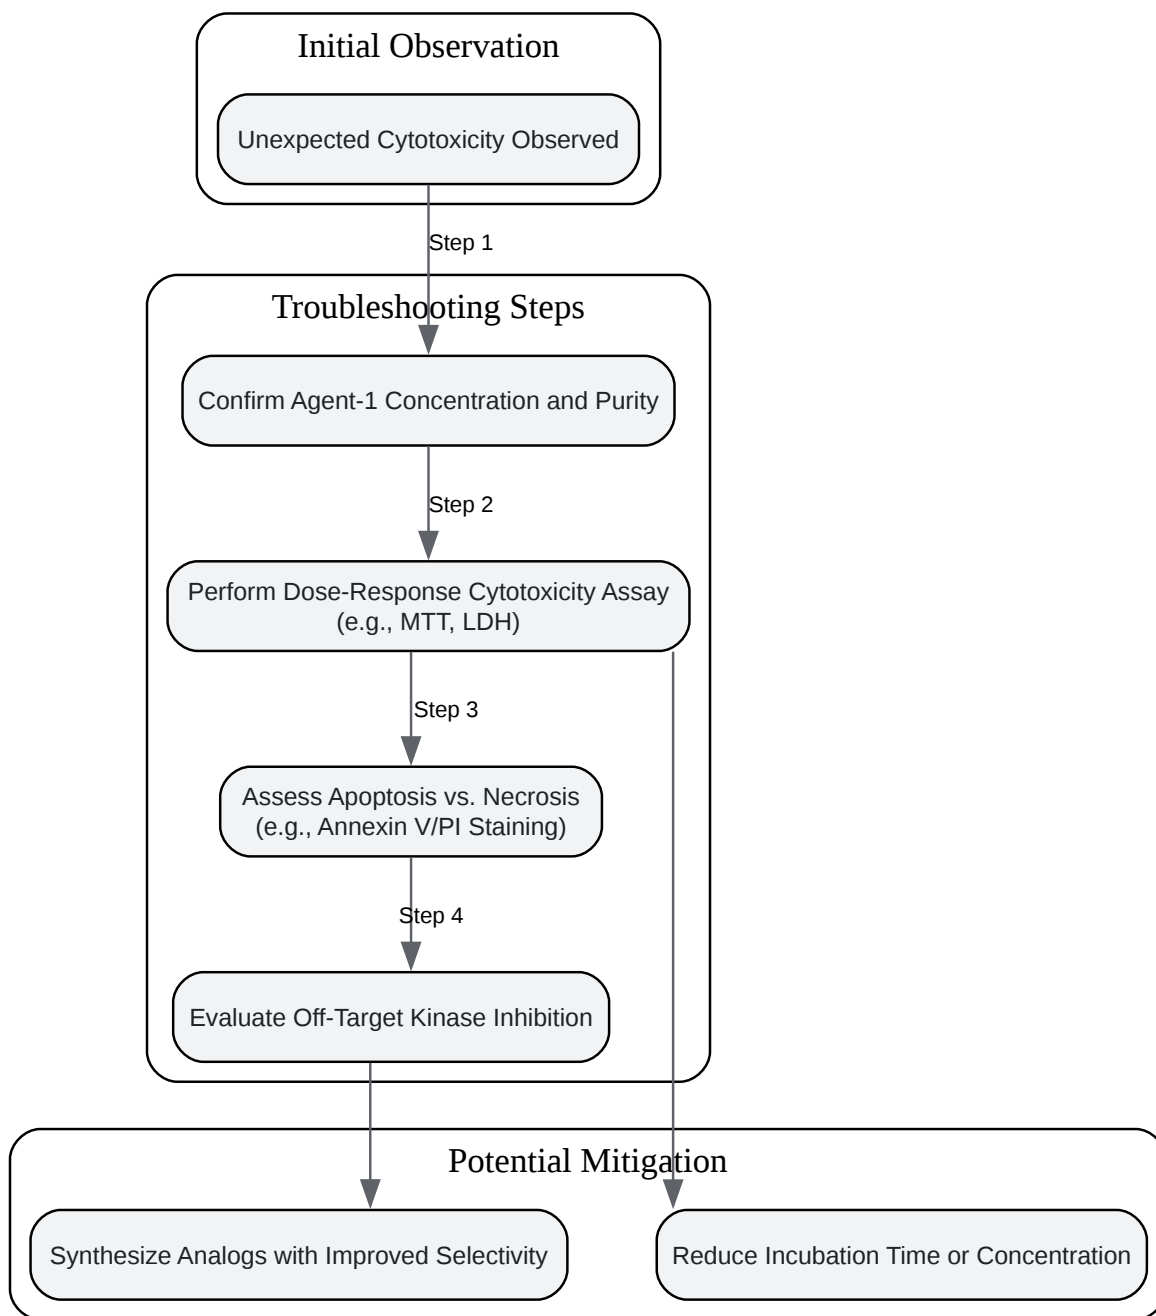 Initial Observation
Unexpected Cytotoxicity Observed
Step 1
Troubleshooting Steps
Confirm Agent-1 Concentration and Purity
Step 2
Perform Dose-Response Cytotoxicity Assay
(e.g., MTT, LDH)
Step 3
Assess Apoptosis vs. Necrosis
(e.g., Annexin V/PI Staining)
Step 4
Evaluate Off-Target Kinase Inhibition
Potential Mitigation
Synthesize Analogs with Improved Selectivity
Reduce Incubation Time or Concentration